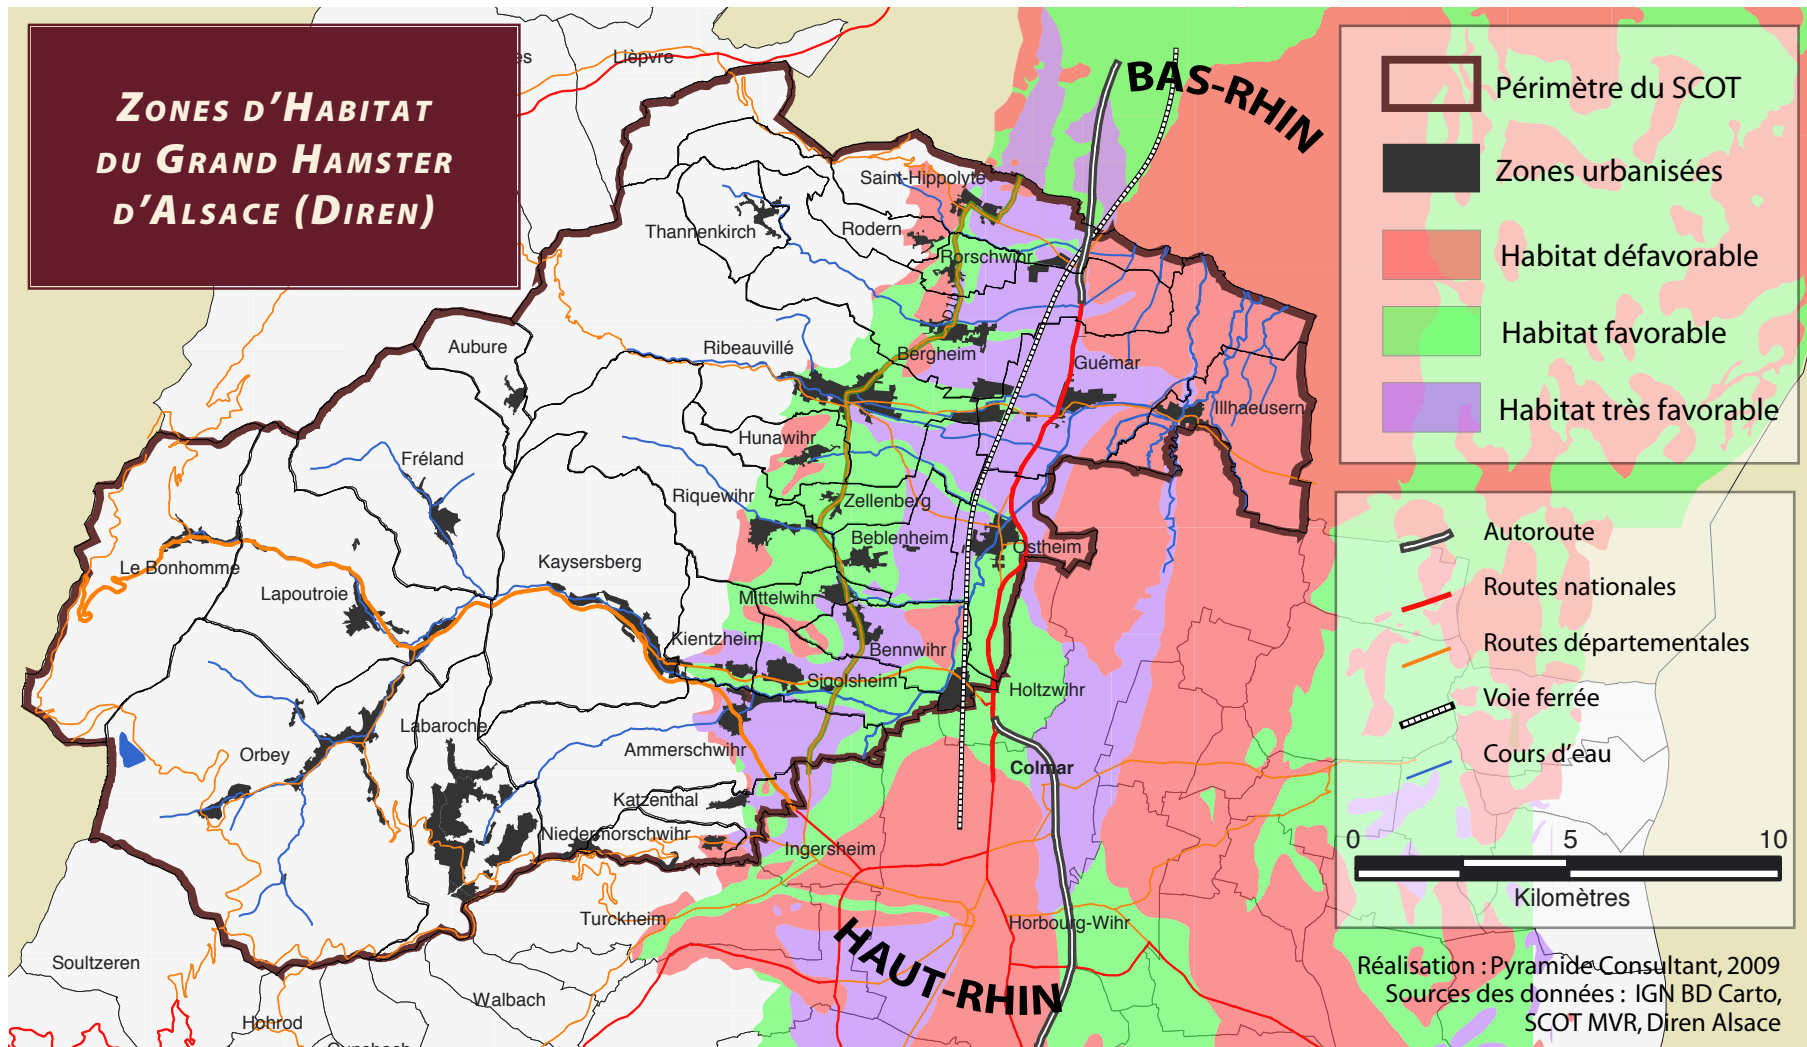 ZONES D'HABITAT
DU GRAND HAMSTER
D'ALSACE (DIREN)
es
Lièpvre
BAS-RHIN
Périmètre du SCOT
Zones urbanisées
Habitat défavorable
Habitat favorable
Habitat très favorable
Saint-Hippolyte
Thannenkirch
Rodern
Rorschwihr
D1b
Aubure
Ribeauvillé
Bergheim
Guémar
Illhaeusern
Hunawihr
Fréland
Riquewihr
Zellenberg
Beblenheim
Ostheim
Le Bonhomme
Kaysersberg
Lapoutroie
Mittelwihr
Kientzheim
Bennwihr
Sigolsheim
Holtzwihr
Labaroche
Orbey
Ammerschwihr
Colmar
Katzenthal
Niedermorschwihr
Ingersheim
Turckheim
Horbourg-Wihr
HAUT-RHIN
Soultzeren
Walbach
Hohrod
Autoroute
Routes nationales
Routes départementales
Voie ferrée
Cours d'eau
0 5 10
Kilomètres
Réalisation : Pyramide Consultant, 2009
Sources des données : IGN BD Carto,
SCOT MVR, Diren Alsace